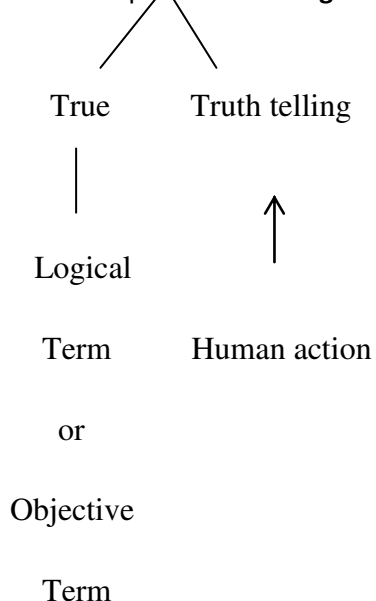 True Truth telling
Logical
Term Human action
or
Objective
Term